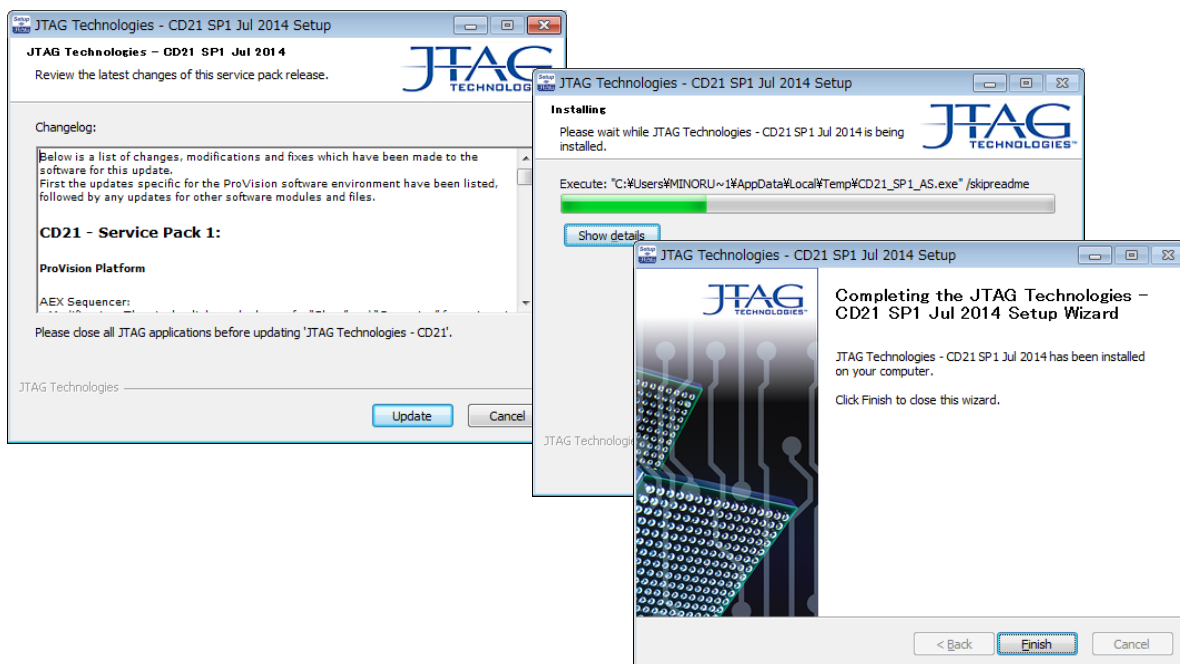 JTAG Technologies - CD21 SP1 Jul 2014 Setup
JTAG Technologies - CD21 SP1 Jul 2014
Review the latest changes of this service pack release.
JTAG
TECHNOLOG
Changelog:
Below is a list of changes, modifications and fixes which have been made to the
software for this update.
First the updates specific for the ProVision software environment have been listed,
followed by any updates for other software modules and files.
CD21 - Service Pack 1:
ProVision Platform
AEX Sequencer:
Please close all JTAG applications before updating 'JTAG Technologies - CD21'.
JTAG Technologies
Update
Cancel
JTAG Technologies - CD21 SP1 Jul 2014 Setup
Installing
Please wait while JTAG Technologies - CD21 SP1 Jul 2014 is being
installed.
JTAG
TECHNOLOGIES™
Execute: "C:¥Users¥MINORU~1¥AppData¥Local¥Temp¥CD21_SP1_AS.exe" /skipreadme
Show details
JTAG Technologie
JTAG Technologies - CD21 SP1 Jul 2014 Setup
JTAG
TECHNOLOGIES™
Completing the JTAG Technologies -
CD21 SP1 Jul 2014 Setup Wizard
JTAG Technologies - CD21 SP1 Jul 2014 has been installed
on your computer.
Click Finish to close this wizard.
< Back
Finish
Cancel